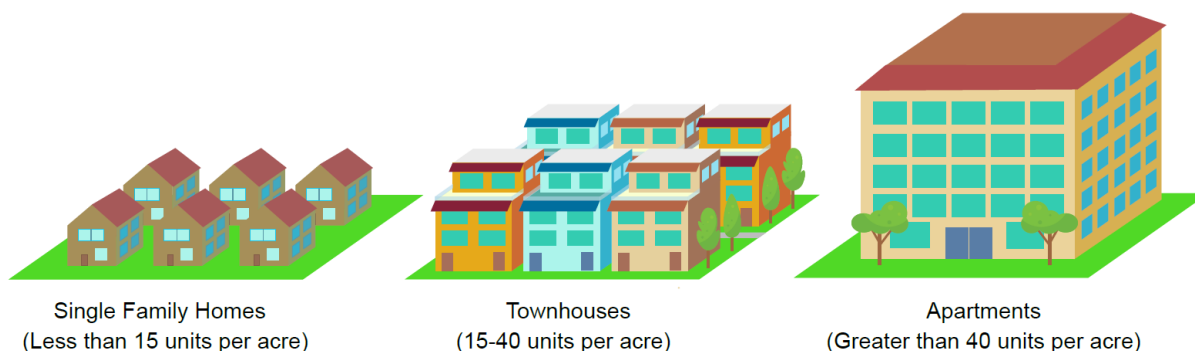 Single Family Homes
(Less than 15 units per acre)
Townhouses
(15-40 units per acre)
Apartments
(Greater than 40 units per acre)